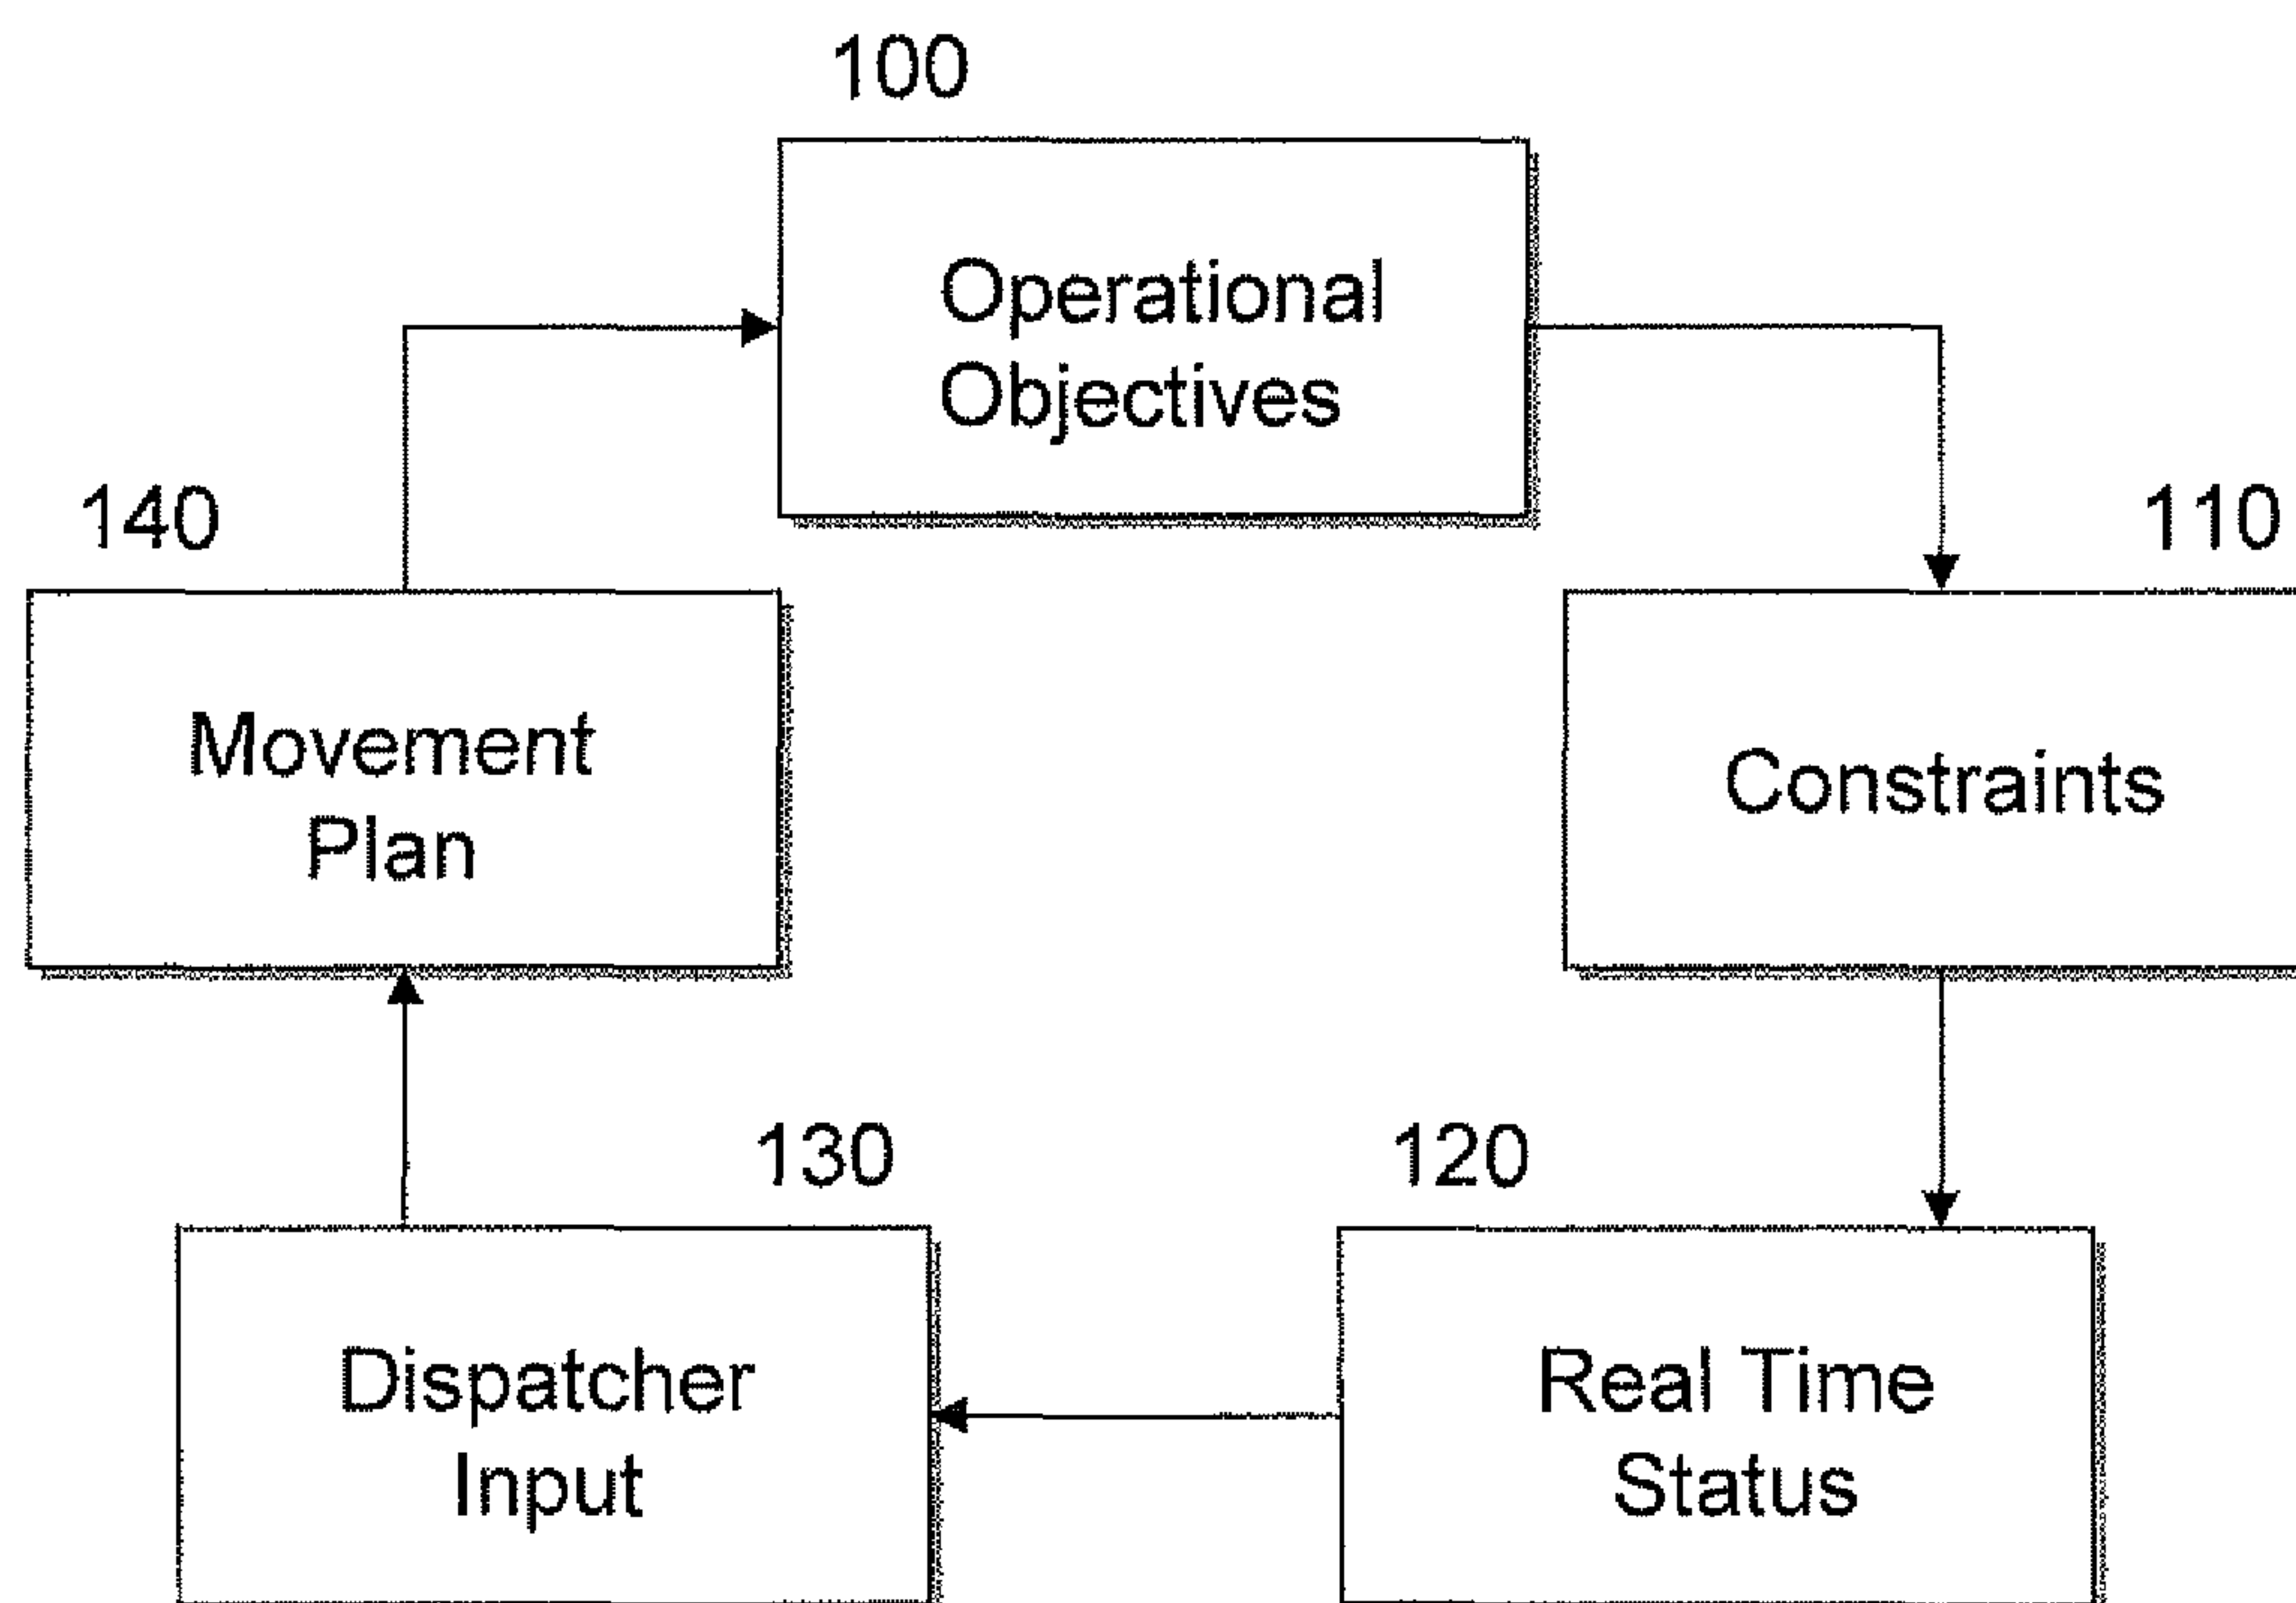 100
Operational
Objectives
140
110
Movement
Plan
Constraints
130
120
Dispatcher
Input
Real Time
Status